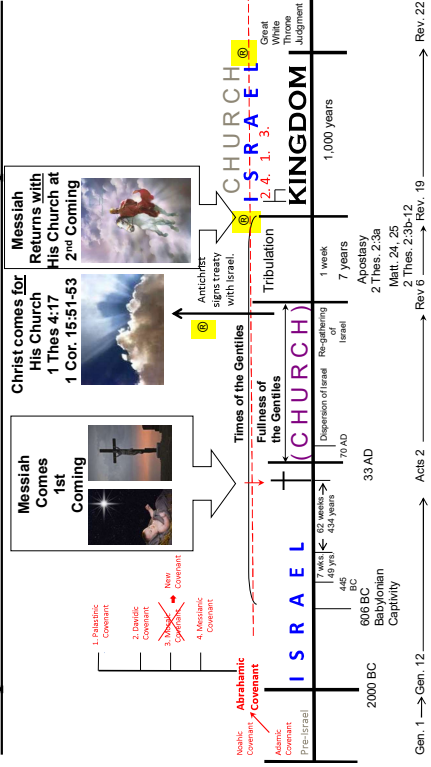 Messiah
Comes
1st
Coming
Christ comes for
His Church
1 Thes 4:17
1 Cor. 15:51-53
Messiah
Returns with
His Church at
2nd Coming
1. Palastinic
Covenant
2. Davidic
Covenant
3. Mosaic
Covenant
New
Covenant
4. Messianic
Covenant
Noahic
Covenant
Abrahamic
Covenant
Adamic
Covenant
Times of the Gentiles
Fullness of
the Gentiles
®
Antichrist
signs treaty
with Israel.
®
®
CHURCH
ISRAEL
2. 4. 1. 3.
Great
White
Throne
Judgment
Pre-Israel
ISRAEL
(CHURCH)
Tribulation
KINGDOM
7 wks.
49 yrs
62 weeks
434 years
Dispersion of Israel
Re-gathering
of
Israel
1 week
7 years
1,000 years
2000 BC
606 BC
Babylonian
Captivity
445
BC
33 AD
70 AD
Apostasy
2 Thes. 2:3a
Matt. 24, 25
2 Thes. 2:3b-12
Gen. 1
Gen. 12
Acts 2
Rev 6
Rev. 19
Rev. 22